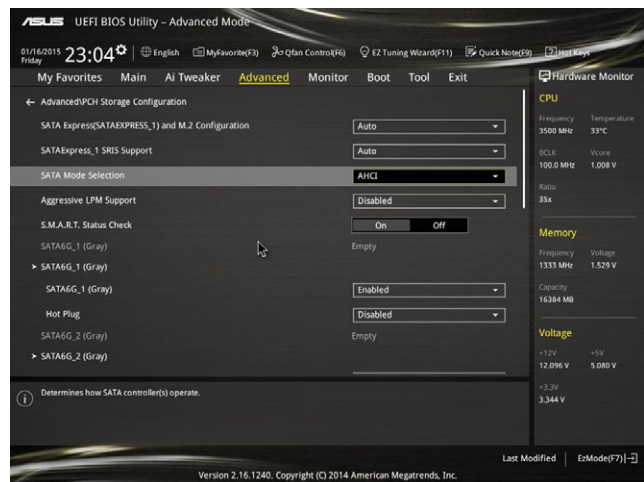 ASUS UEFI BIOS Utility – Advanced Mode
01/16/2015 Friday 23:04 English MyFavorite(F3) Qfan Control(F6) EZ Tuning Wizard(F11) Quick Note(F9) Hot Keys
My Favorites Main Ai Tweaker Advanced Monitor Boot Tool Exit
Hardware Monitor
← Advanced\PCH Storage Configuration
SATA Express(SATAEXPRESS_1) and M.2 Configuration Auto
SATAExpress_1 SRIS Support Auto
SATA Mode Selection AHCI
Aggressive LPM Support Disabled
S.M.A.R.T. Status Check On Off
SATA6G_1 (Gray) Empty
> SATA6G_1 (Gray)
SATA6G_1 (Gray) Enabled
Hot Plug Disabled
SATA6G_2 (Gray) Empty
> SATA6G_2 (Gray)
Determines how SATA controller(s) operate.
CPU
Frequency Temperature
3500 MHz 33°C
BCLK Vcore
100.0 MHz 1.008 V
Ratio
35x
Memory
Frequency Voltage
1333 MHz 1.529 V
Capacity
16384 MB
Voltage
+12V +5V
12.096 V 5.080 V
+3.3V
3.344 V
Last Modified EzMode(F7)
Version 2.16.1240. Copyright (C) 2014 American Megatrends, Inc.